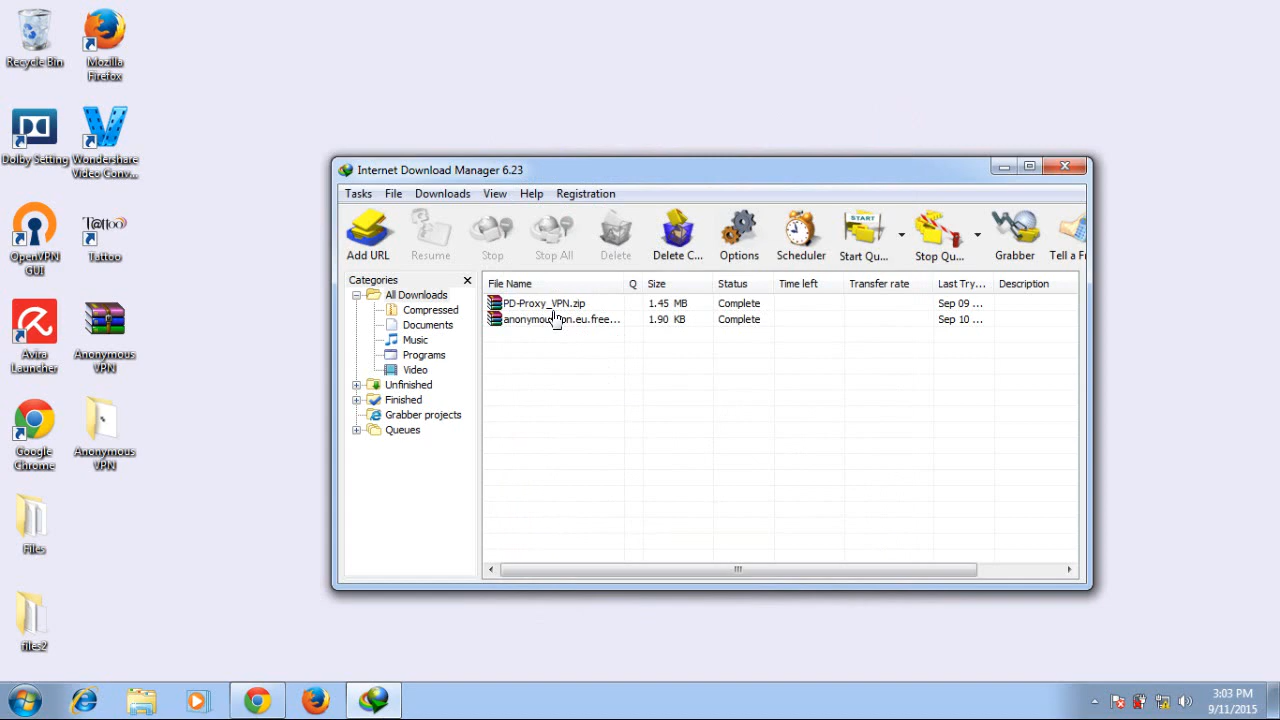 Recycle Bin
Mozilla
Firefox
Dolby Setting
Wondershare
Video Conv...
OpenVPN
GUI
Tattoo
Tattoo
Avira
Launcher
Anonymous
VPN
Google
Chrome
Anonymous
VPN
Files
files2
Internet Download Manager 6.23
Tasks File Downloads View Help Registration
START
Add URL Resume Stop Stop All Delete Delete C... Options Scheduler Start Qu... Stop Qu... Grabber Tell a Fr
Categories
All Downloads
Compressed
Documents
Music
Programs
Video
Unfinished
Finished
Grabber projects
Queues
File Name Q Size Status Time left Transfer rate Last Try... Description
PD-Proxy_VPN.zip 1.45 MB Complete Sep 09 ...
1.90 KB Complete Sep 10 ...
3:03 PM
9/11/2015